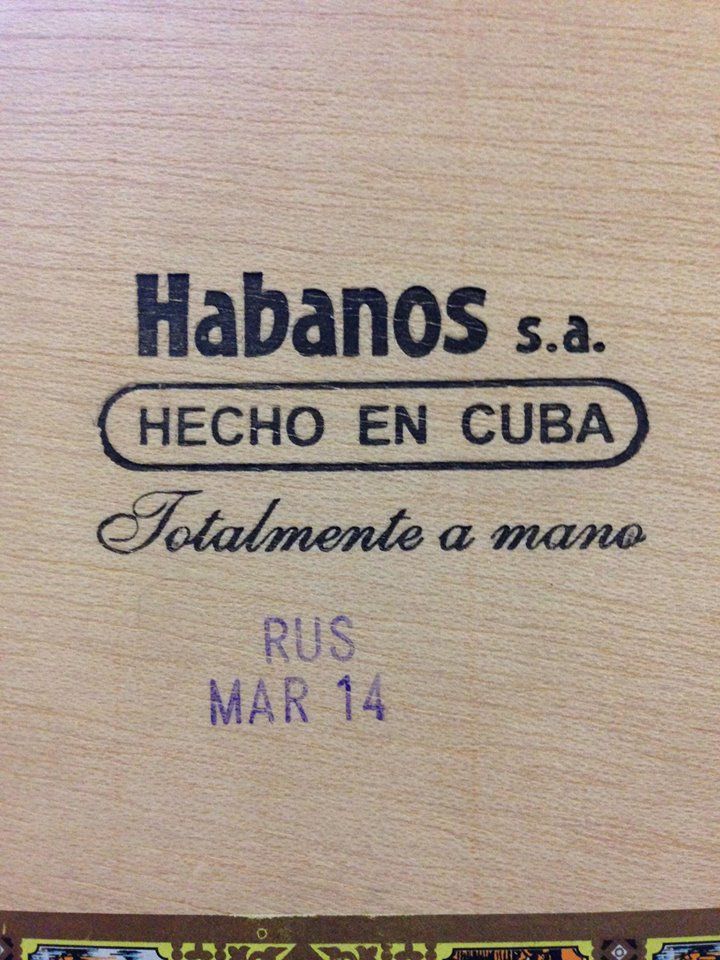 Habanos s.a.
HECHO EN CUBA
Totalmente a mano
RUS
MAR 14